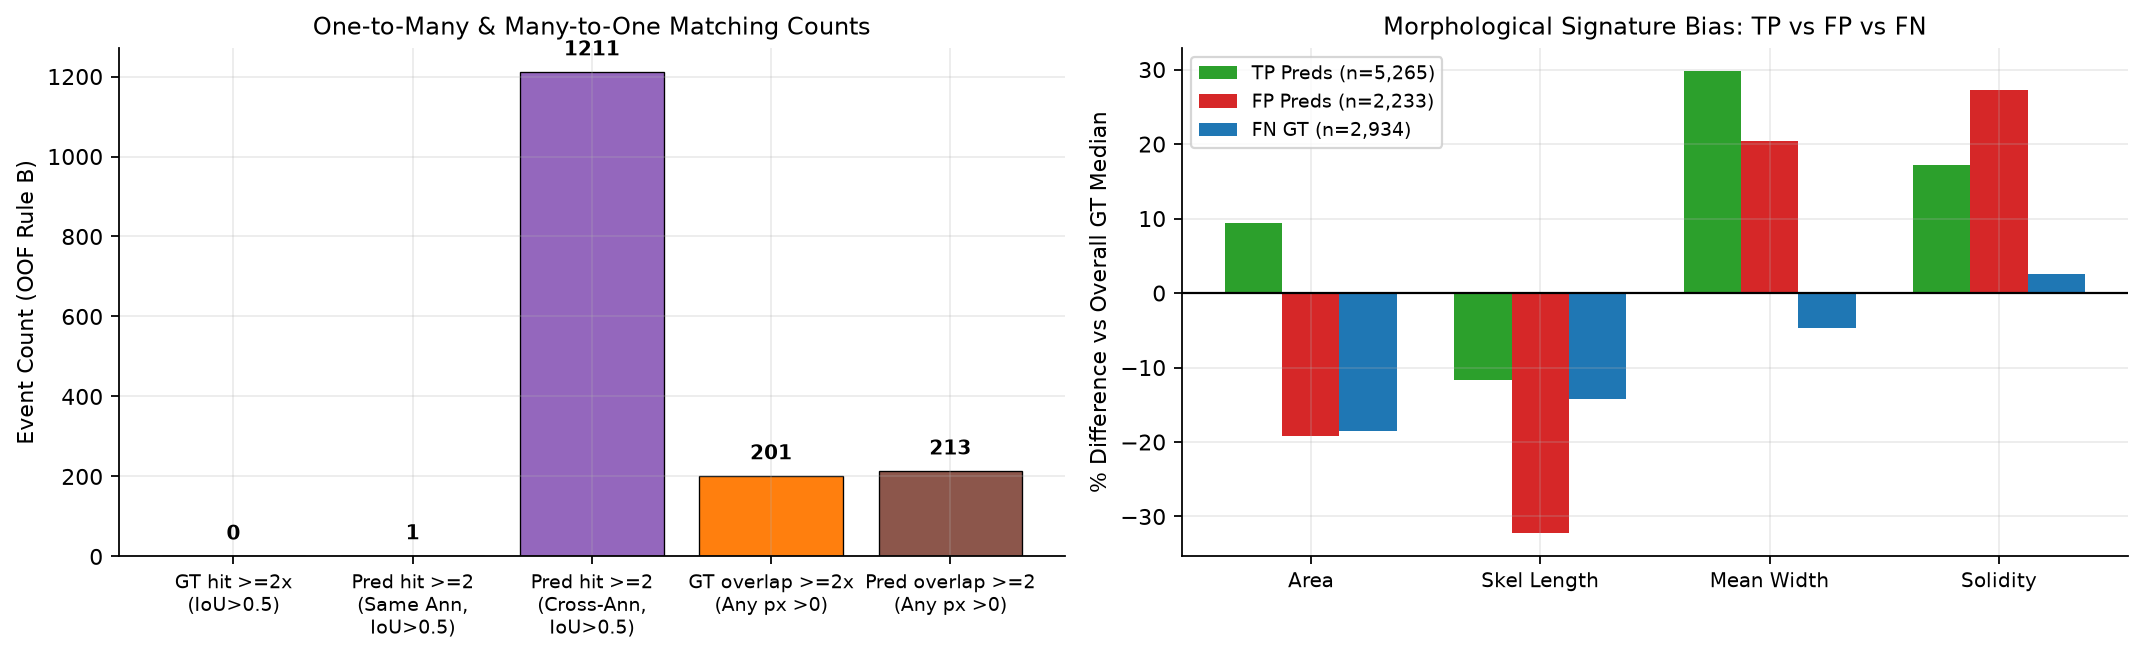 One-to-Many & Many-to-One Matching Counts
Event Count (OOF Rule B)
1200
1000
800
600
400
200
0
0
1
1211
201
213
GT hit >=2x
(IoU>0.5)
Pred hit >=2
(Same Ann,
IoU>0.5)
Pred hit >=2
(Cross-Ann,
IoU>0.5)
GT overlap >=2x
(Any px >0)
Pred overlap >=2
(Any px >0)
Morphological Signature Bias: TP vs FP vs FN
% Difference vs Overall GT Median
30
20
10
0
−10
−20
−30
TP Preds (n=5,265)
FP Preds (n=2,233)
FN GT (n=2,934)
Area
Skel Length
Mean Width
Solidity